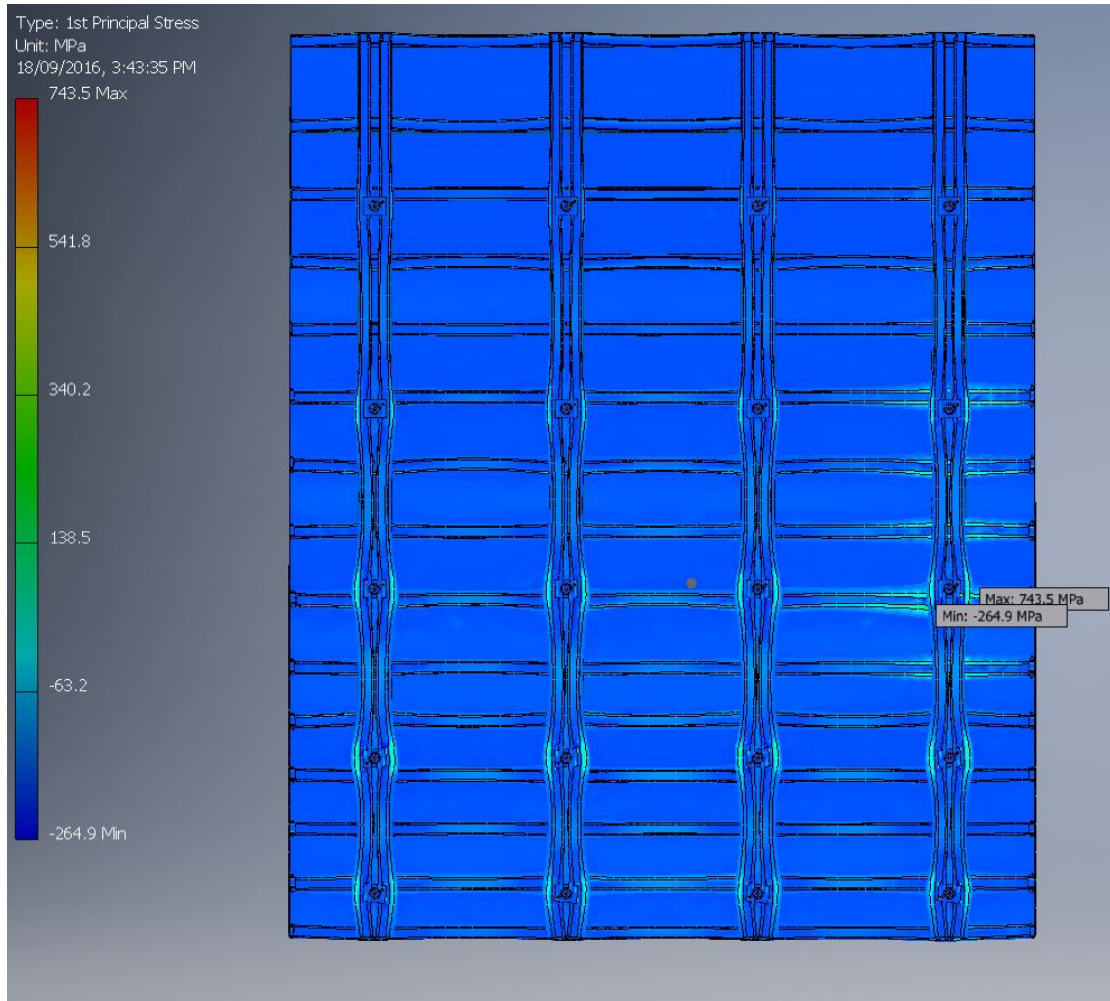 Type: 1st Principal Stress
Unit: MPa
18/09/2016, 3:43:35 PM
743.5 Max
541.8
340.2
138.5
-63.2
-264.9 Min
Max: 743.5 MPa
Min: -264.9 MPa